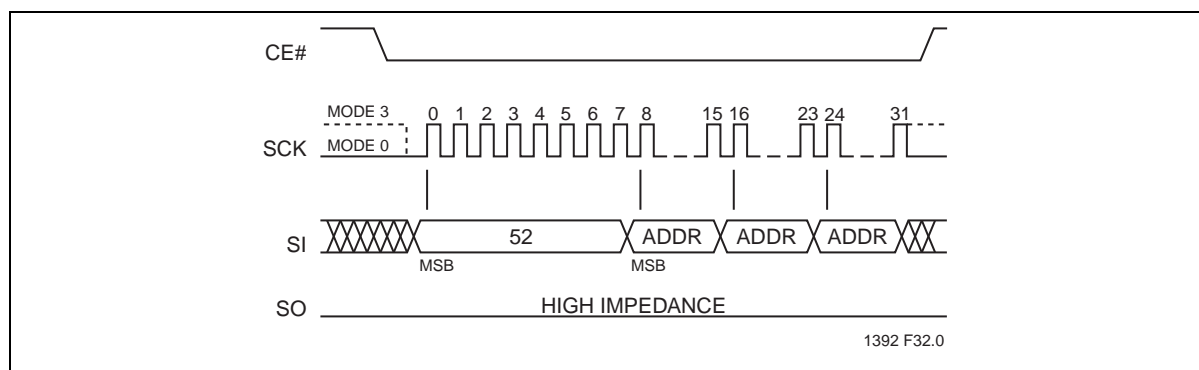 CE#
MODE 3 0 1 2 3 4 5 6 7 8 15 16 23 24 31
SCK MODE 0
SI 52 ADDR ADDR ADDR
MSB MSB
SO HIGH IMPEDANCE
1392 F32.0